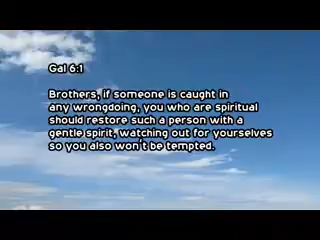 Gal 6:1
Brothers, if someone is caught in
any wrongdoing, you who are spiritual
should restore such a person with a
gentle spirit, watching out for yourselves
so you also won't be tempted.